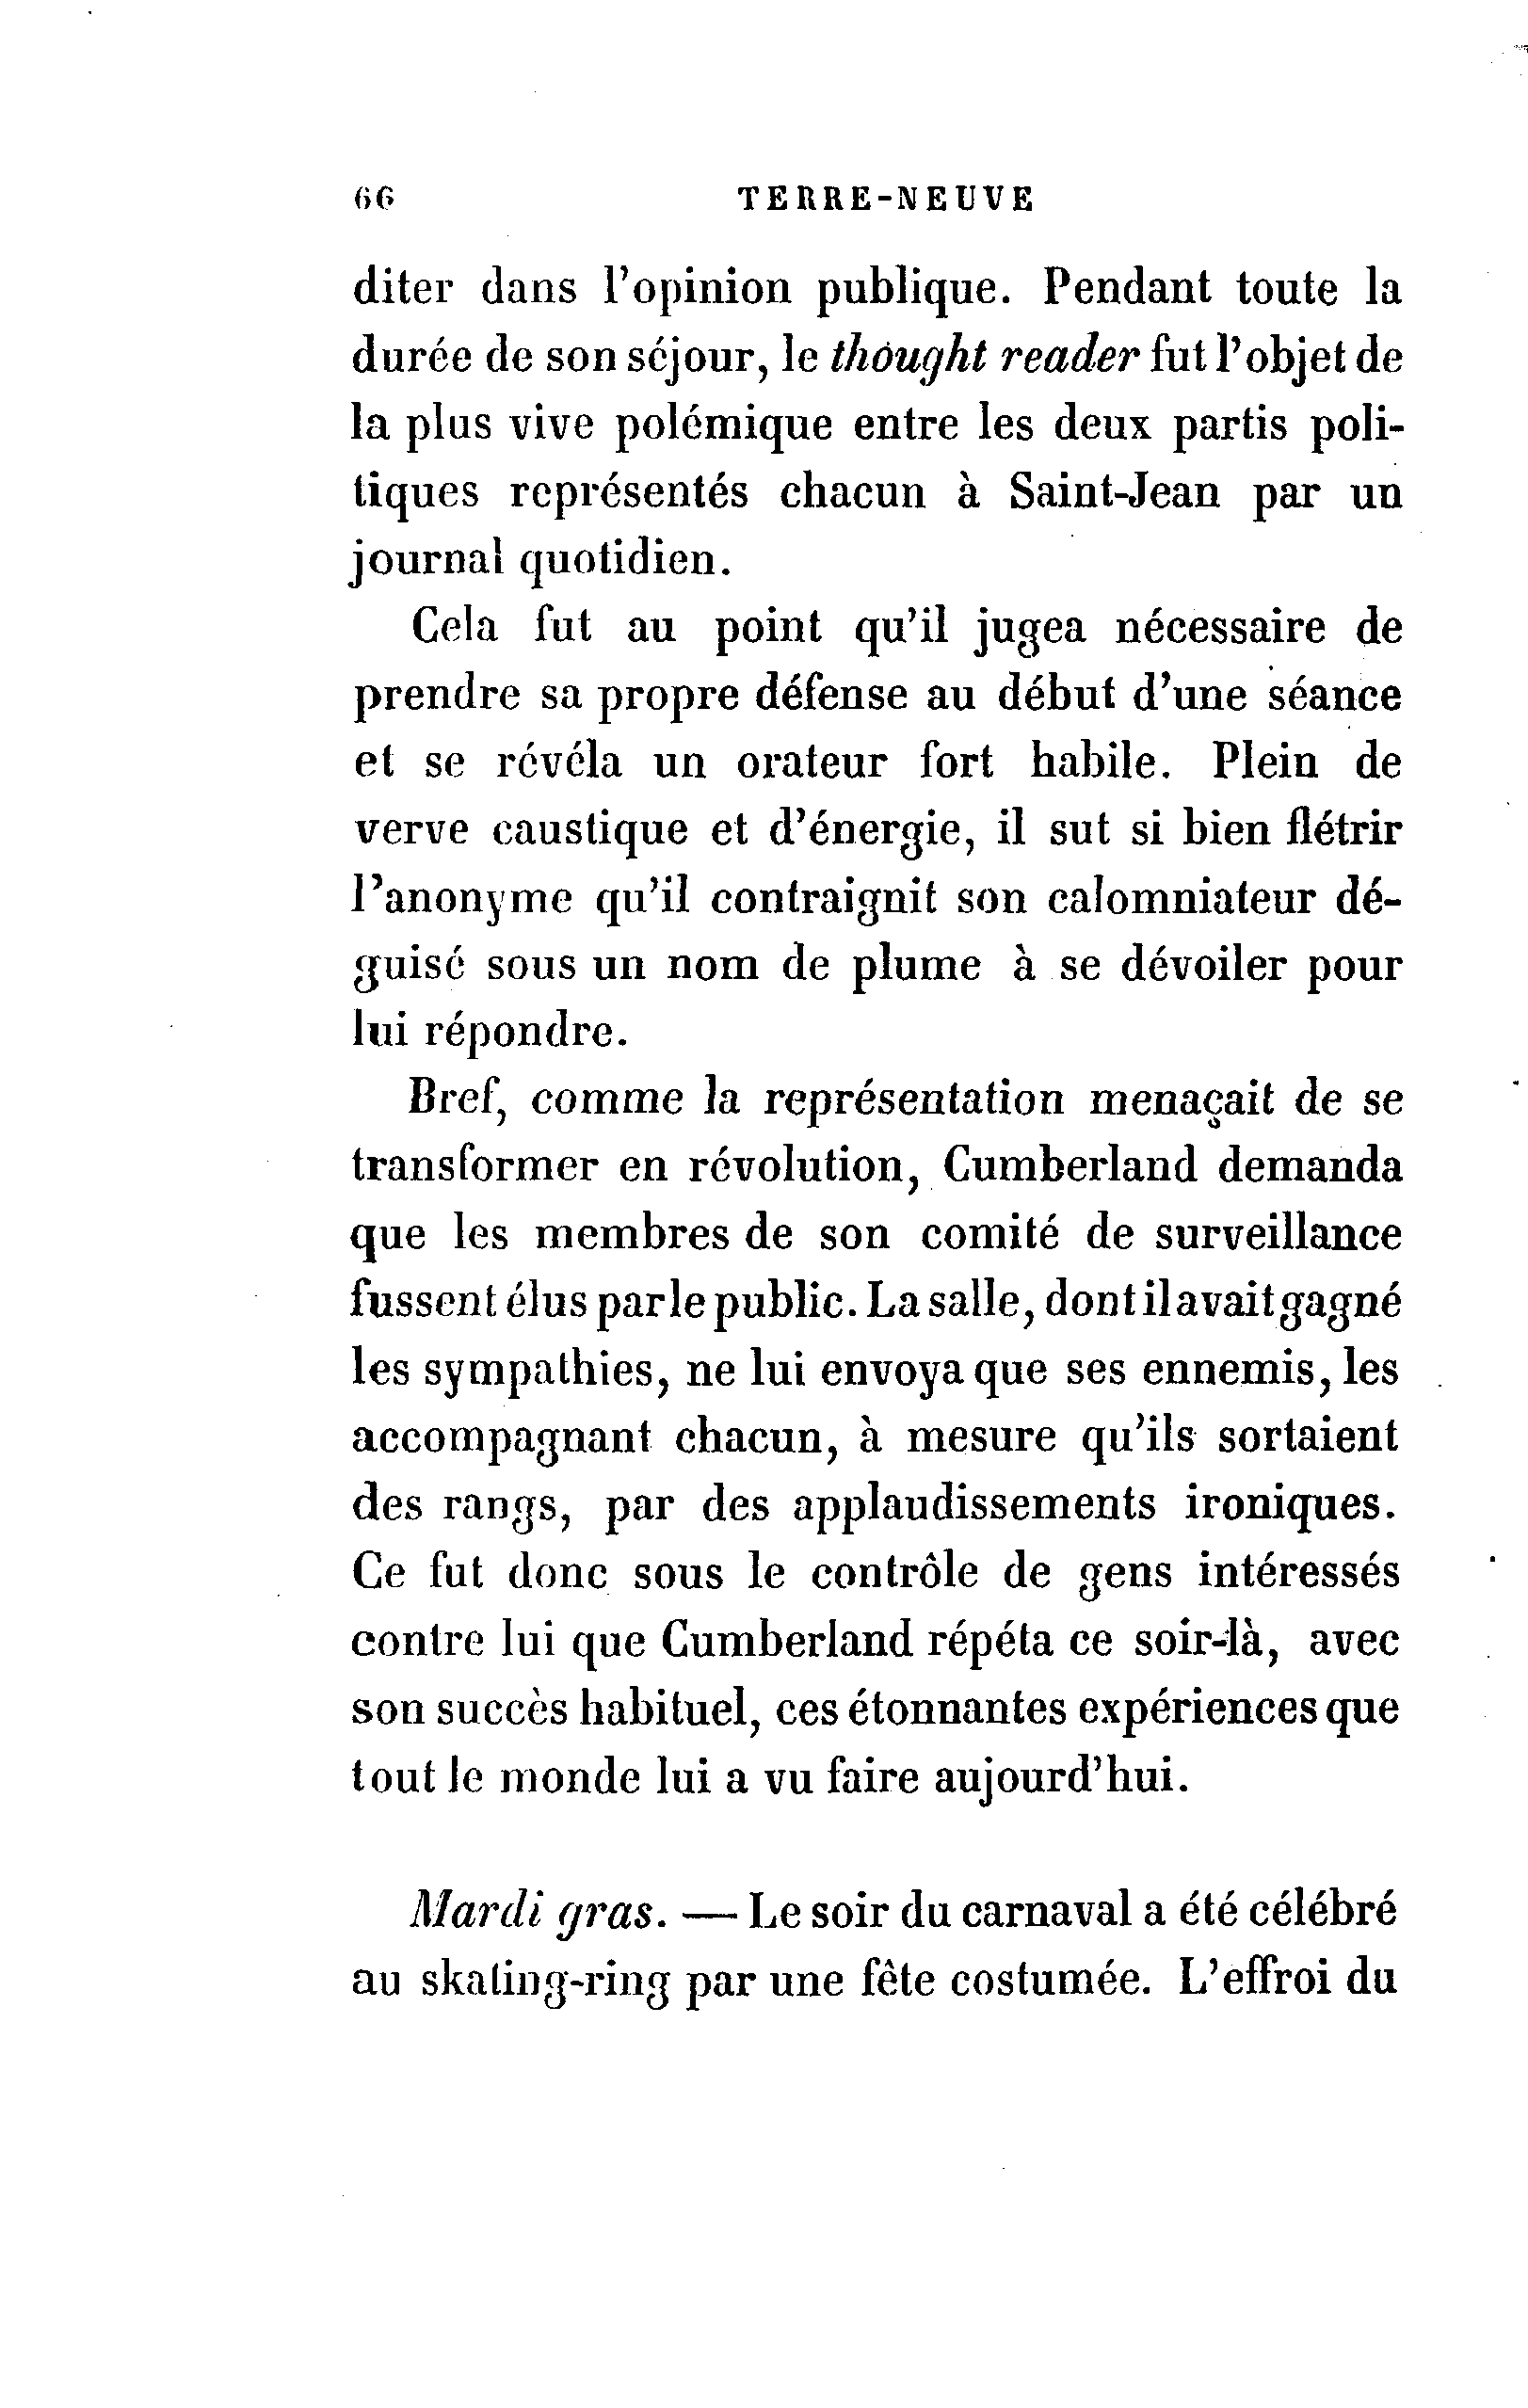 66 TERRE-NEUVE
diter dans l'opinion publique. Pendant toute la
durée de son séjour, le thought reader fut l'objet de
la plus vive polémique entre les deux partis poli-
tiques représentés chacun à Saint-Jean par un
journal quotidien.
Cela fut au point qu'il jugea nécessaire de
prendre sa propre défense au début d'une séance
et se révéla un orateur fort habile. Plein de
verve caustique et d'énergie, il sut si bien flétrir
l'anonyme qu'il contraignit son calomniateur dé-
guisé sous un nom de plume à se dévoiler pour
lui répondre.
Bref, comme la représentation menaçait de se
transformer en révolution, Cumberland demanda
que les membres de son comité de surveillance
fussent élus par le public. La salle, dont il avait gagné
les sympathies, ne lui envoya que ses ennemis, les
accompagnant chacun, à mesure qu'ils sortaient
des rangs, par des applaudissements ironiques.
Ce fut donc sous le contrôle de gens intéressés
contre lui que Cumberland répéta ce soir-là, avec
son succès habituel, ces étonnantes expériences que
tout le monde lui a vu faire aujourd'hui.
Mardi gras. — Le soir du carnaval a été célébré
au skating-ring par une fête costumée. L'effroi du